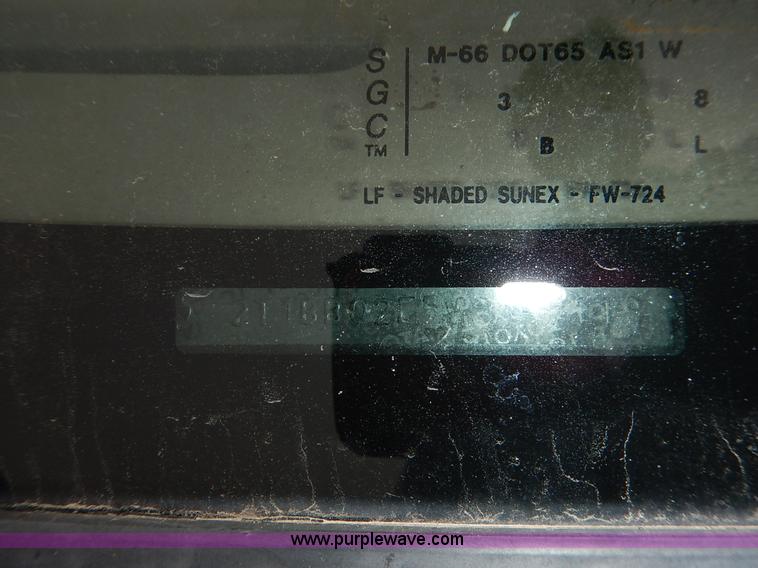 S G C
TM
M-66 DOT65 AS1 W
3 8
B L
LF - SHADED SUNEX - FW-724
www.purplewave.com